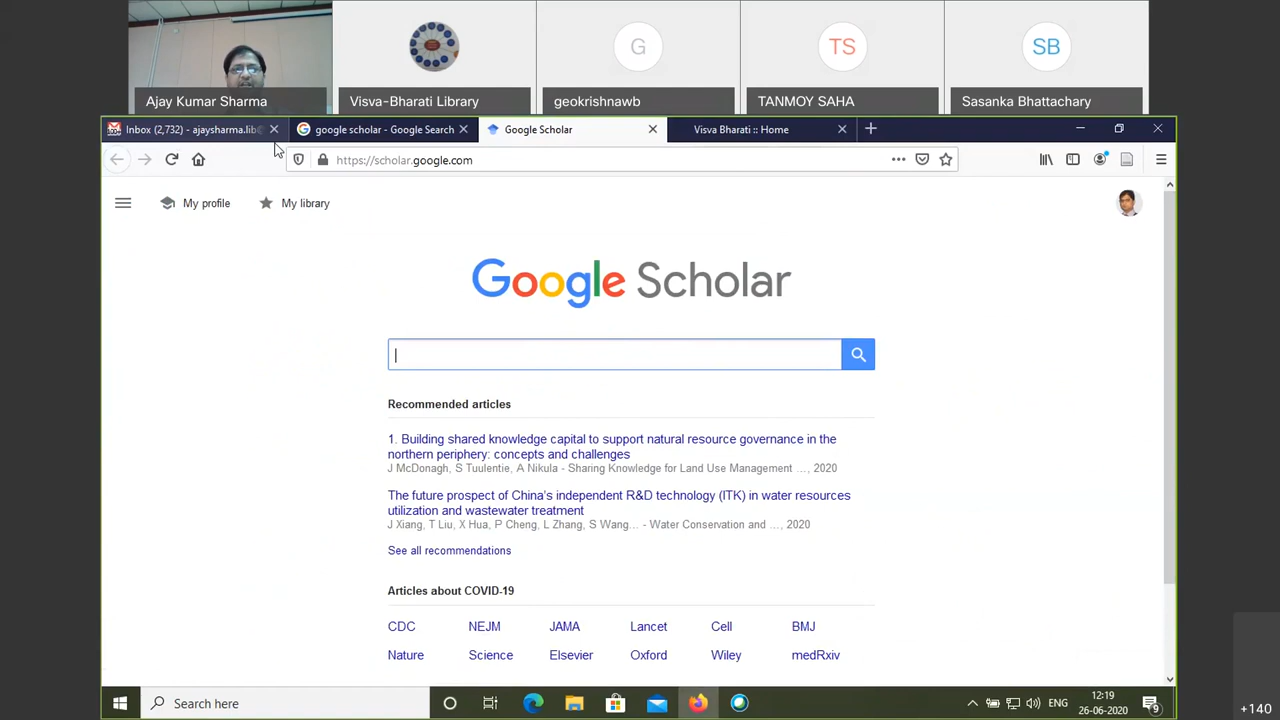 G
TS
SB
Ajay Kumar Sharma
Visva-Bharati Library
geokrishnawb
TANMOY SAHA
Sasanka Bhattachary
Inbox (2,732) - ajaysharma.lib@
google scholar - Google Search
Google Scholar
Visva Bharati :: Home
https://scholar.google.com
My profile
My library
Google Scholar
Recommended articles
1. Building shared knowledge capital to support natural resource governance in the
northern periphery: concepts and challenges
J McDonagh, S Tuulentie, A Nikula - Sharing Knowledge for Land Use Management ..., 2020
The future prospect of China's independent R&D technology (ITK) in water resources
utilization and wastewater treatment
J Xiang, T Liu, X Hua, P Cheng, L Zhang, S Wang... - Water Conservation and ..., 2020
See all recommendations
Articles about COVID-19
CDC NEJM JAMA Lancet Cell BMJ
Nature Science Elsevier Oxford Wiley medRxiv
Search here
ENG
12:19
26-06-2020
9
+140